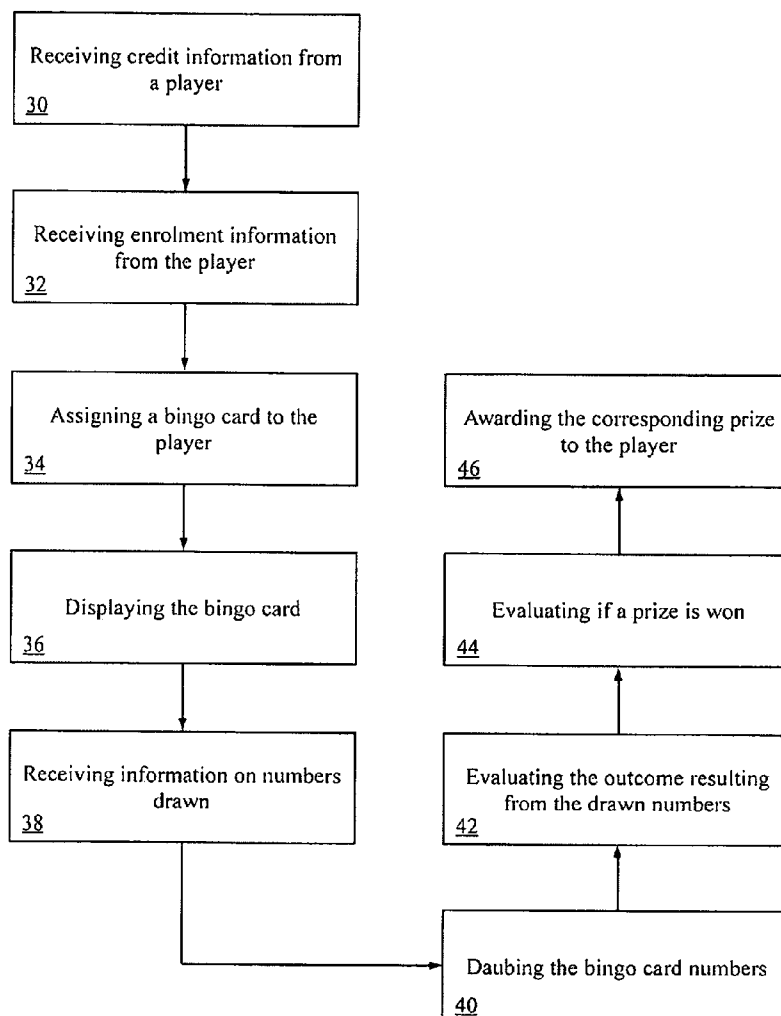 Receiving credit information from
a player
30
Receiving enrolment information
from the player
32
Assigning a bingo card to the
player
34
Displaying the bingo card
36
Receiving information on numbers
drawn
38
Daubing the bingo card numbers
40
Evaluating the outcome resulting
from the drawn numbers
42
Evaluating if a prize is won
44
Awarding the corresponding prize
to the player
46